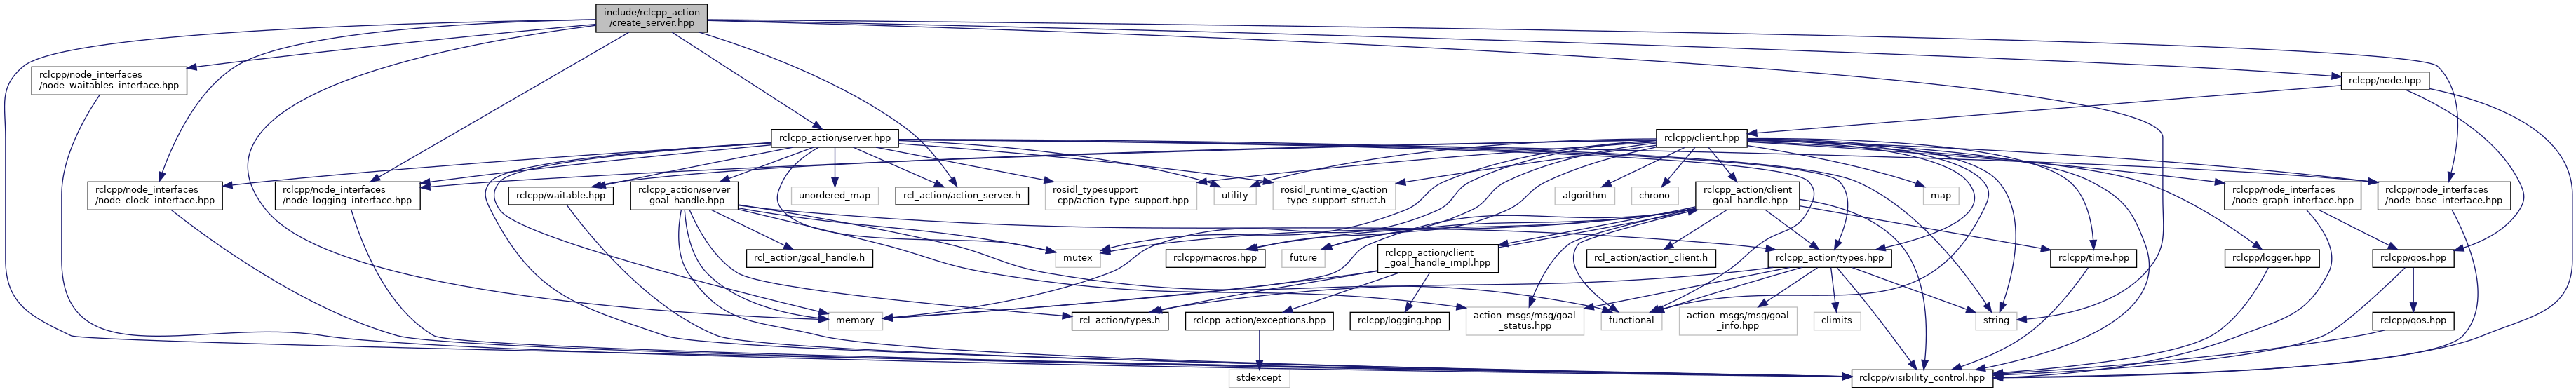 include/rclcpp_action
/create_server.hpp
rclcpp/node_interfaces
/node_waitables_interface.hpp
rclcpp/node.hpp
rclcpp_action/server.hpp
rclcpp/client.hpp
rclcpp/node_interfaces
/node_clock_interface.hpp
rclcpp/node_interfaces
/node_logging_interface.hpp
rclcpp/waitable.hpp
rclcpp_action/server
_goal_handle.hpp
unordered_map
rcl_action/action_server.h
rosidl_typesupport
_cpp/action_type_support.hpp
utility
rosidl_runtime_c/action
_type_support_struct.h
algorithm
chrono
rclcpp_action/client
_goal_handle.hpp
map
rclcpp/node_interfaces
/node_graph_interface.hpp
rclcpp/node_interfaces
/node_base_interface.hpp
rcl_action/goal_handle.h
mutex
rclcpp/macros.hpp
future
rclcpp_action/client
_goal_handle_impl.hpp
rcl_action/action_client.h
rclcpp_action/types.hpp
rclcpp/time.hpp
rclcpp/logger.hpp
rclcpp/qos.hpp
memory
rcl_action/types.h
rclcpp_action/exceptions.hpp
rclcpp/logging.hpp
action_msgs/msg/goal
_status.hpp
functional
action_msgs/msg/goal
_info.hpp
climits
string
rclcpp/qos.hpp
stdexcept
rclcpp/visibility_control.hpp